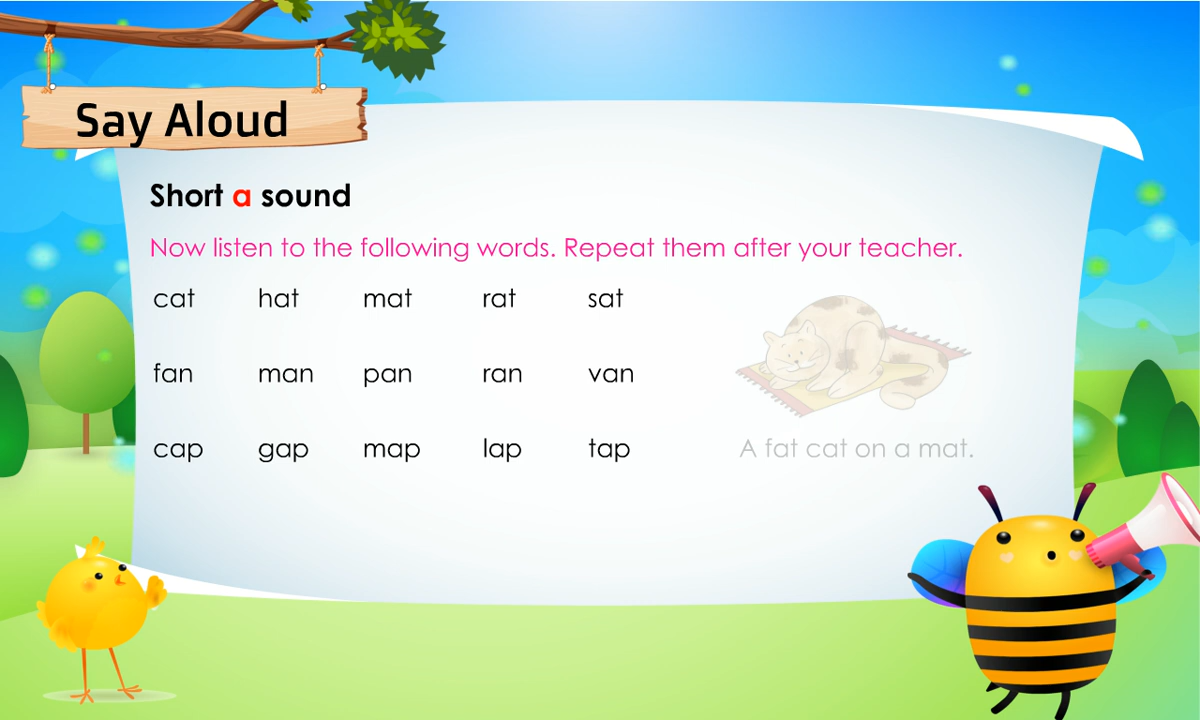 Say Aloud
Short a sound
Now listen to the following words. Repeat them after your teacher.
cat hat mat rat sat
fan man pan ran van
cap gap map lap tap
A fat cat on a mat.